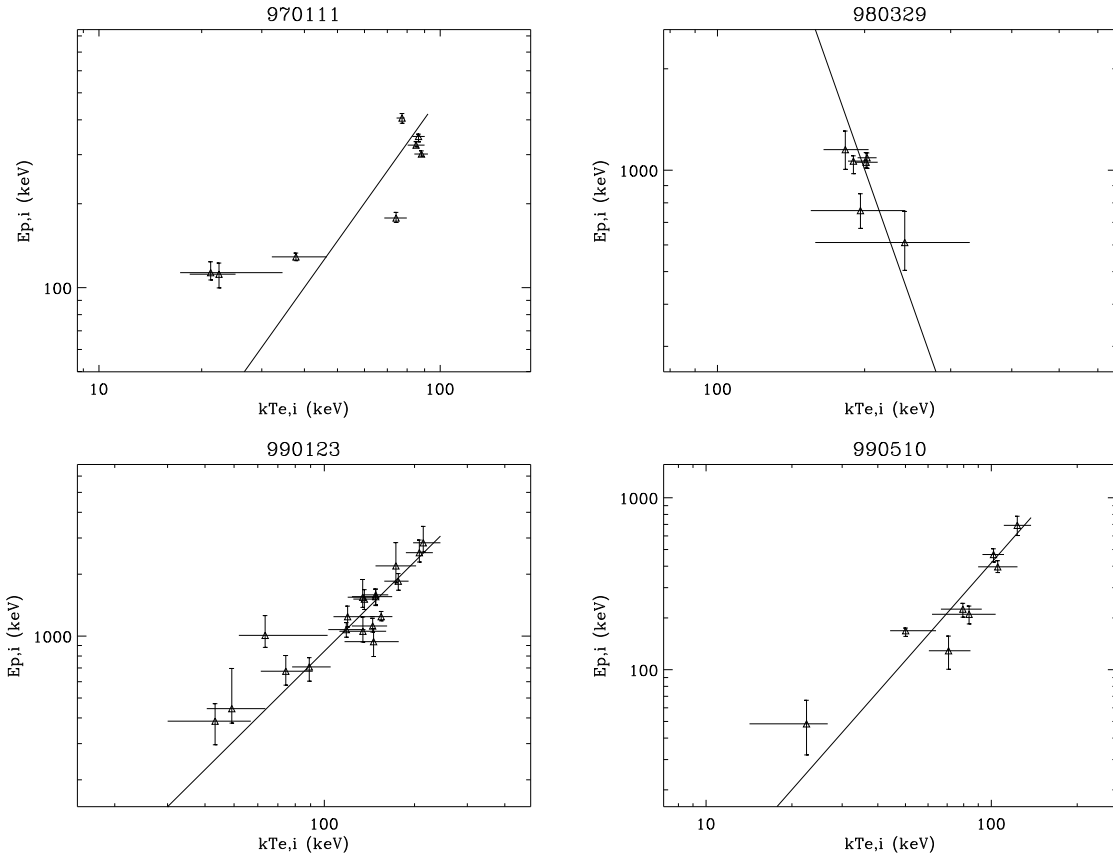 970111
Ep,i (keV)
100
10
100
kTe,i (keV)
980329
Ep,i (keV)
1000
100
kTe,i (keV)
990123
Ep,i (keV)
1000
100
kTe,i (keV)
990510
Ep,i (keV)
1000
100
10
100
kTe,i (keV)